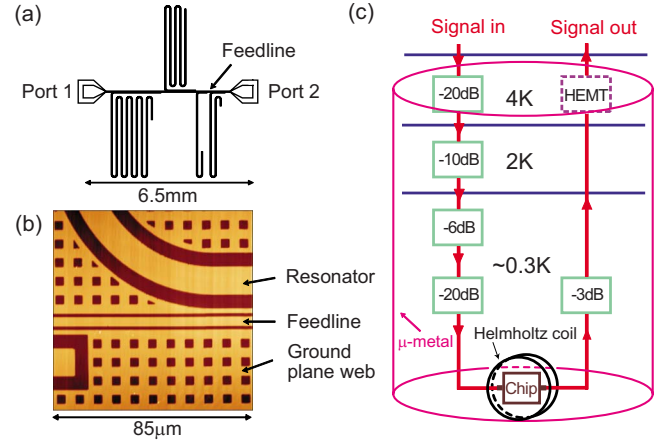 (a)
Feedline
Port 1
Port 2
6.5mm
(b)
Resonator
Feedline
Ground
plane web
85µm
(c)
Signal in
Signal out
-20dB
4K
HEMT
-10dB
2K
-6dB
~0.3K
-20dB
-3dB
µ-metal
Helmholtz coil
Chip